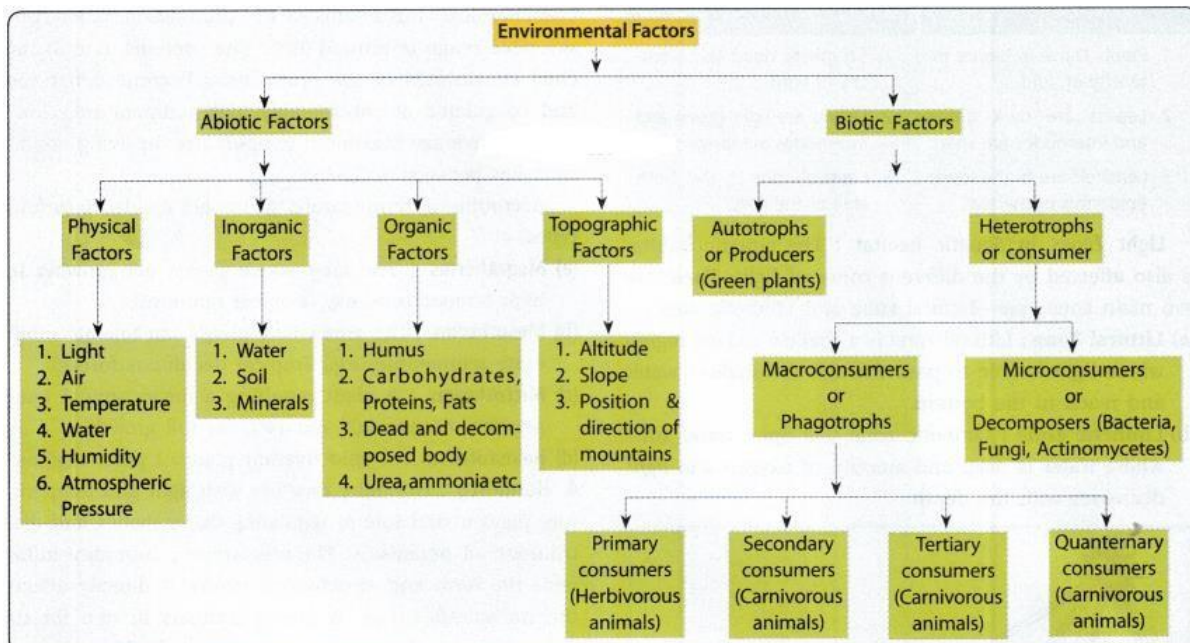 Environmental Factors
Abiotic Factors
Biotic Factors
Physical
Factors
Inorganic
Factors
Organic
Factors
Topographic
Factors
Autotrophs
or Producers
(Green plants)
Heterotrophs
or consumer
1. Light
2. Air
3. Temperature
4. Water
5. Humidity
6. Atmospheric
Pressure
1. Water
2. Soil
3. Minerals
1. Humus
2. Carbohydrates,
Proteins, Fats
3. Dead and decom-
posed body
4. Urea, ammonia etc.
1. Altitude
2. Slope
3. Position &
direction of
mountains
Macroconsumers
or
Phagotrophs
Microconsumers
or
Decomposers (Bacteria,
Fungi, Actinomycetes)
Primary
consumers
(Herbivorous
animals)
Secondary
consumers
(Carnivorous
animals)
Tertiary
consumers
(Carnivorous
animals)
Quanternary
consumers
(Carnivorous
animals)